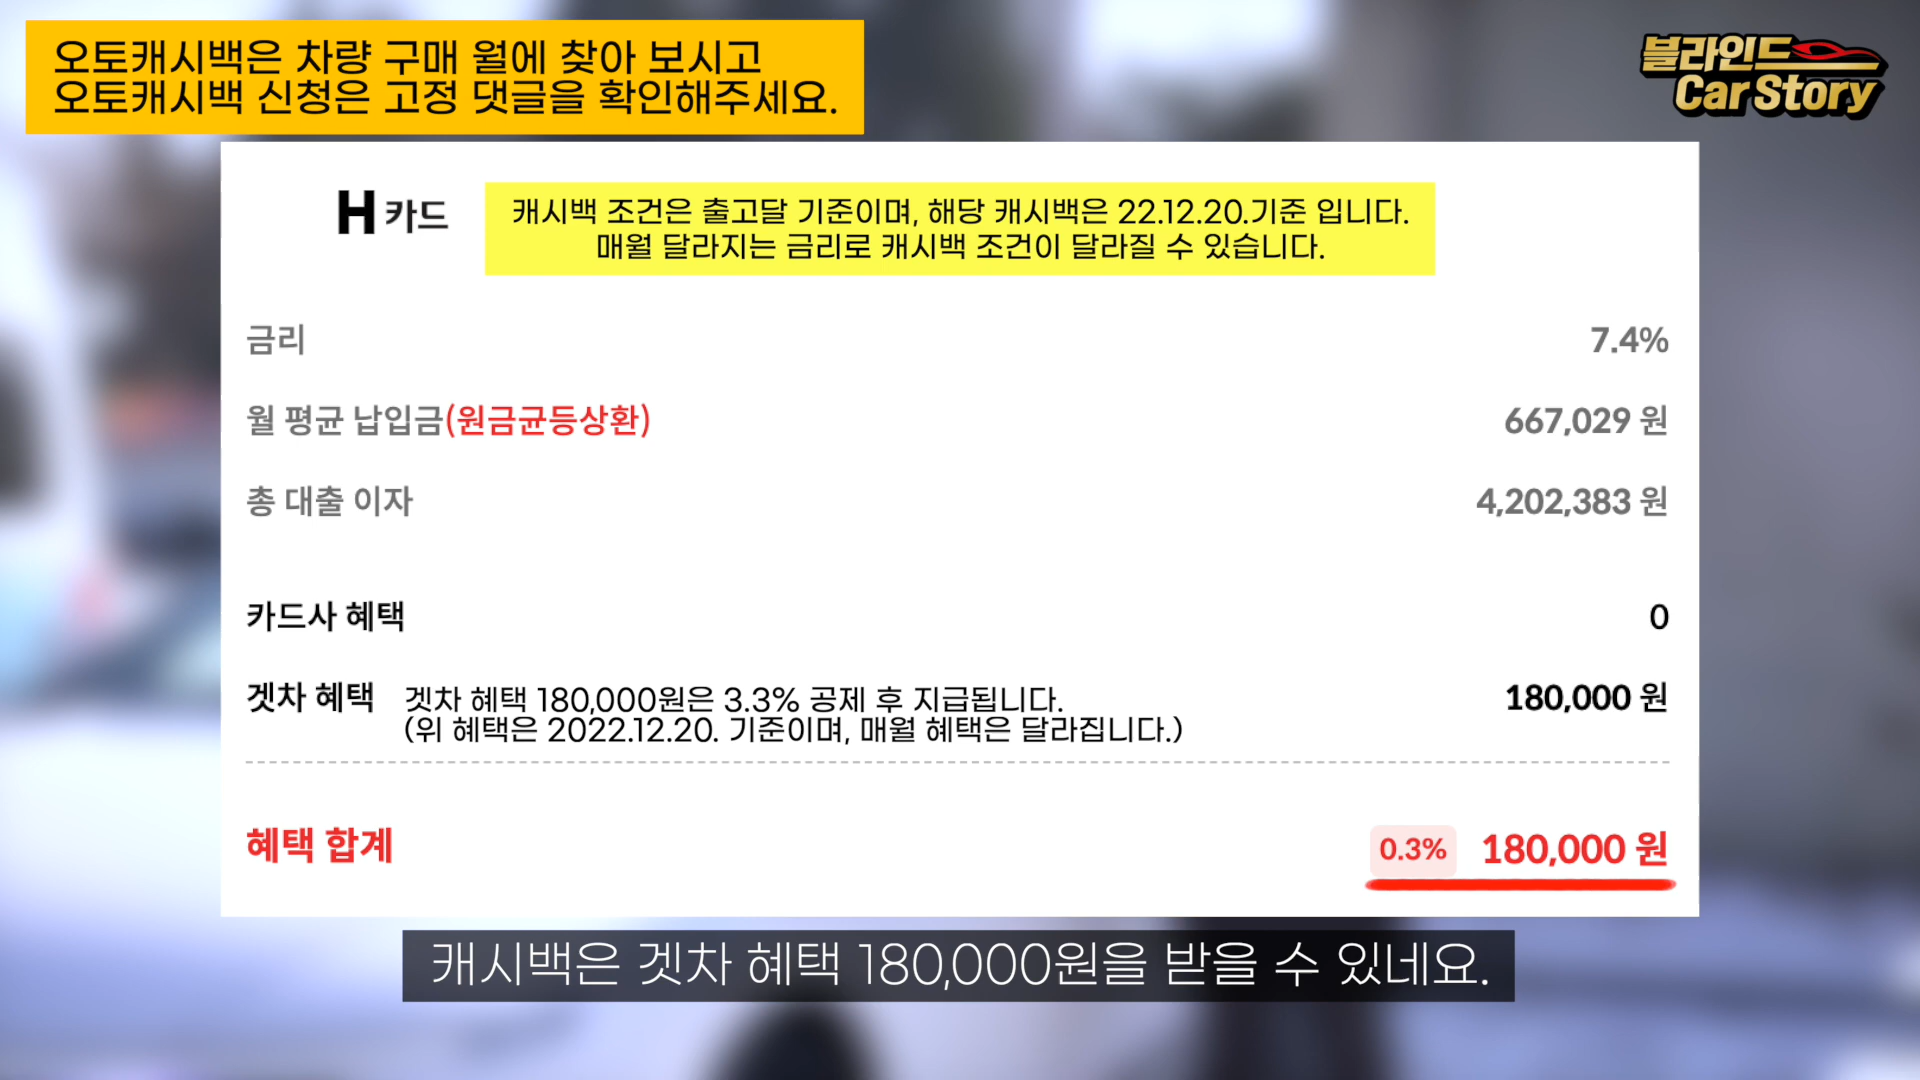 오토캐시백은 차량 구매 월에 찾아 보시고
오토캐시백 신청은 고정 댓글을 확인해주세요.
블라인드
Car Story
H 카드
캐시백 조건은 출고달 기준이며, 해당 캐시백은 22.12.20.기준 입니다.
매월 달라지는 금리로 캐시백 조건이 달라질 수 있습니다.
금리 7.4%
월 평균 납입금(원금균등상환) 667,029 원
총 대출 이자 4,202,383 원
카드사 혜택 0
겟차 혜택 겟차 혜택 180,000원은 3.3% 공제 후 지급됩니다. 180,000 원
(위 혜택은 2022.12.20. 기준이며, 매월 혜택은 달라집니다.)
혜택 합계 0.3% 180,000 원
캐시백은 겟차 혜택 180,000원을 받을 수 있네요.